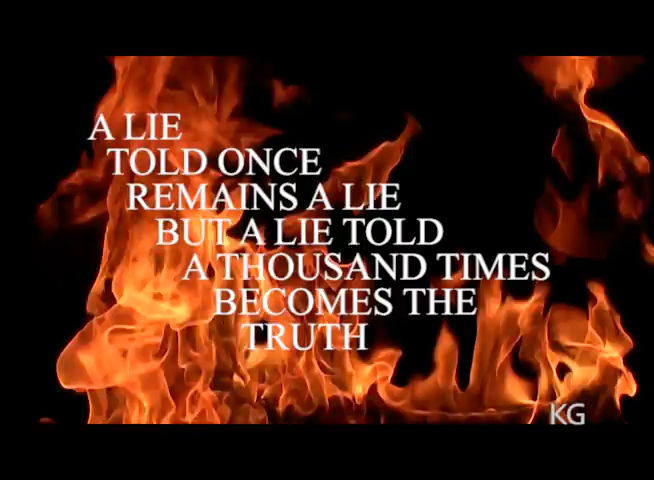 A LIE
TOLD ONCE
REMAINS A LIE
BUT A LIE TOLD
A THOUSAND TIMES
BECOMES THE
TRUTH
KG